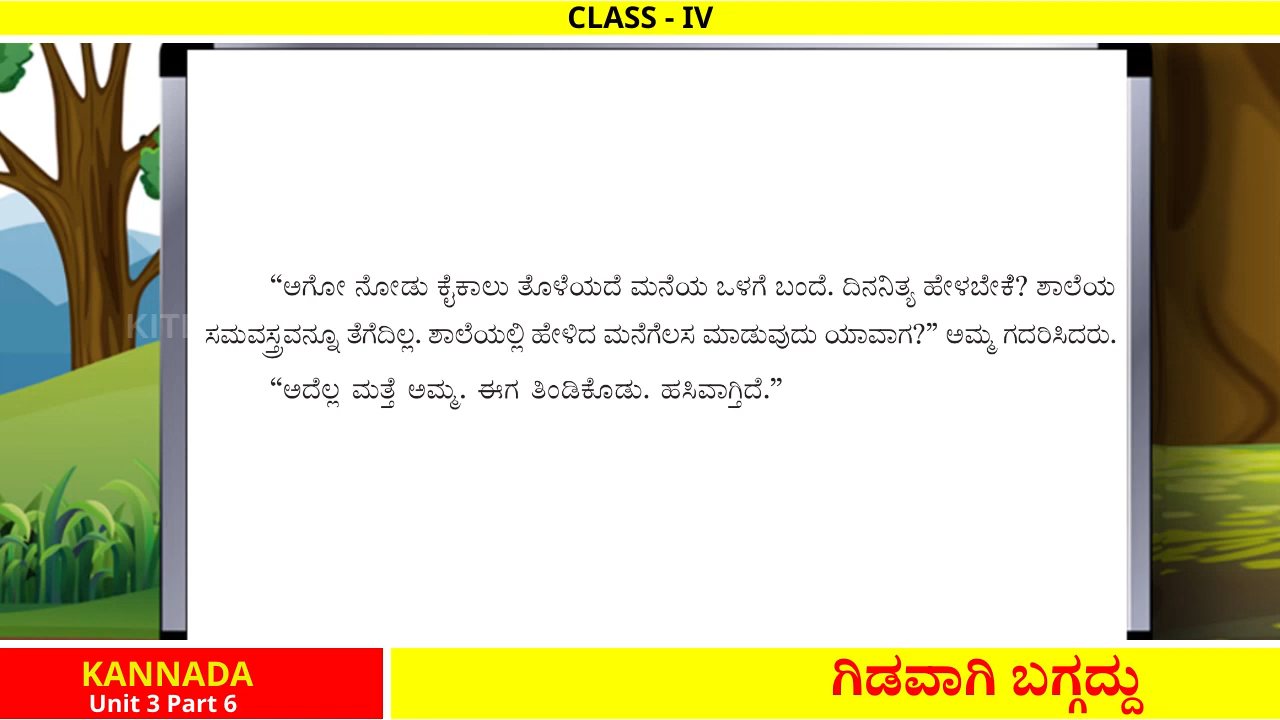 CLASS - IV
“ಅಗೋ ನೋಡು ಕೈಕಾಲು ತೊಳೆಯದೆ ಮನೆಯ ಒಳಗೆ ಬಂದೆ. ದಿನನಿತ್ಯ ಹೇಳಬೇಕೆ? ಶಾಲೆಯ
ಸಮವಸ್ತ್ರವನ್ನೂ ತೆಗೆದಿಲ್ಲ. ಶಾಲೆಯಲ್ಲಿ ಹೇಳಿದ ಮನೆಗೆಲಸ ಮಾಡುವುದು ಯಾವಾಗ?” ಅಮ್ಮ ಗದರಿಸಿದರು.
“ಅದೆಲ್ಲ ಮತ್ತೆ ಅಮ್ಮ. ಈಗ ತಿಂಡಿಕೊಡು. ಹಸಿವಾಗ್ತಿದೆ.”
KANNADA
Unit 3 Part 6
ಗಿಡವಾಗಿ ಬಗ್ಗದ್ದು